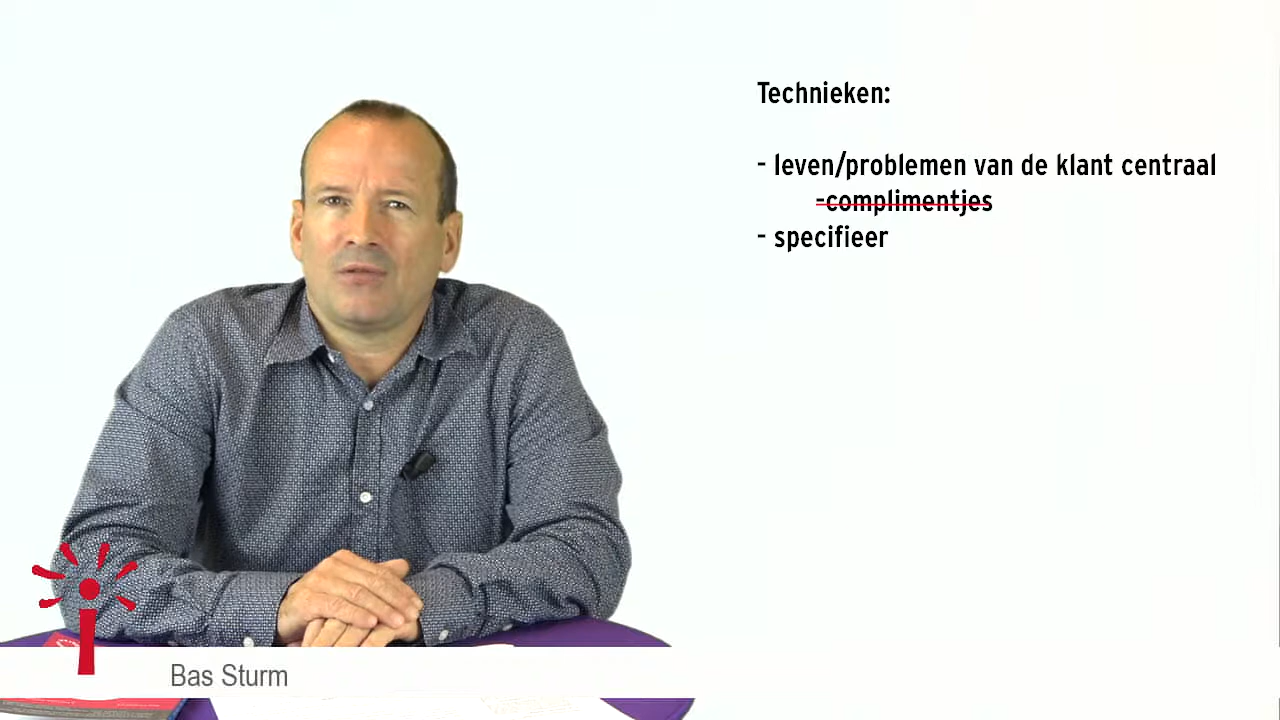 Technieken:
- leven/problemen van de klant centraal
-complimentjes
- specifieer
Bas Sturm